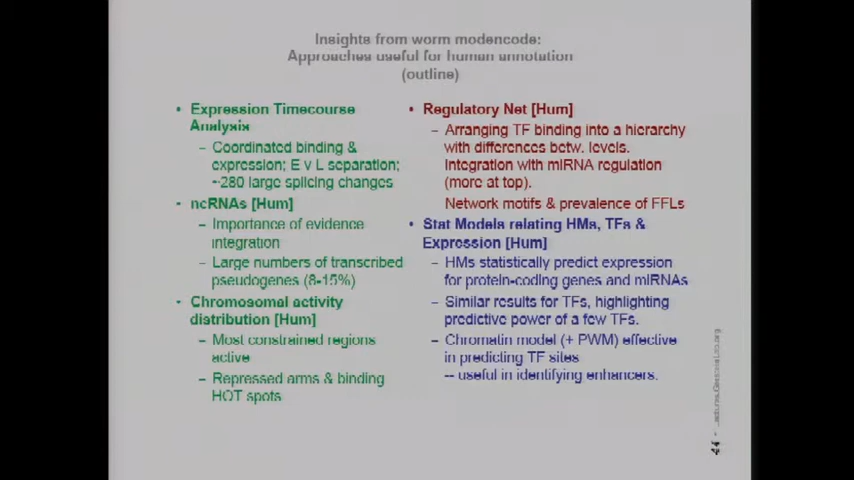 Insights from worm modencode:
Approaches useful for human annotation
(outline)
• Expression Timecourse
Analysis
– Coordinated binding &
expression; E v L separation;
~280 large splicing changes
• ncRNAs [Hum]
– Importance of evidence
integration
– Large numbers of transcribed
pseudogenes (8-15%)
• Chromosomal activity
distribution [Hum]
– Most constrained regions
active
– Repressed arms & binding
HOT spots
• Regulatory Net [Hum]
– Arranging TF binding into a hierarchy
with differences betw. levels.
Integration with miRNA regulation
(more at top).
Network motifs & prevalence of FFLs
• Stat Models relating HMs, TFs &
Expression [Hum]
– HMs statistically predict expression
for protein-coding genes and miRNAs
– Similar results for TFs, highlighting
predictive power of a few TFs.
– Chromatin model (+ PWM) effective
in predicting TF sites
-- useful in identifying enhancers.
44 -